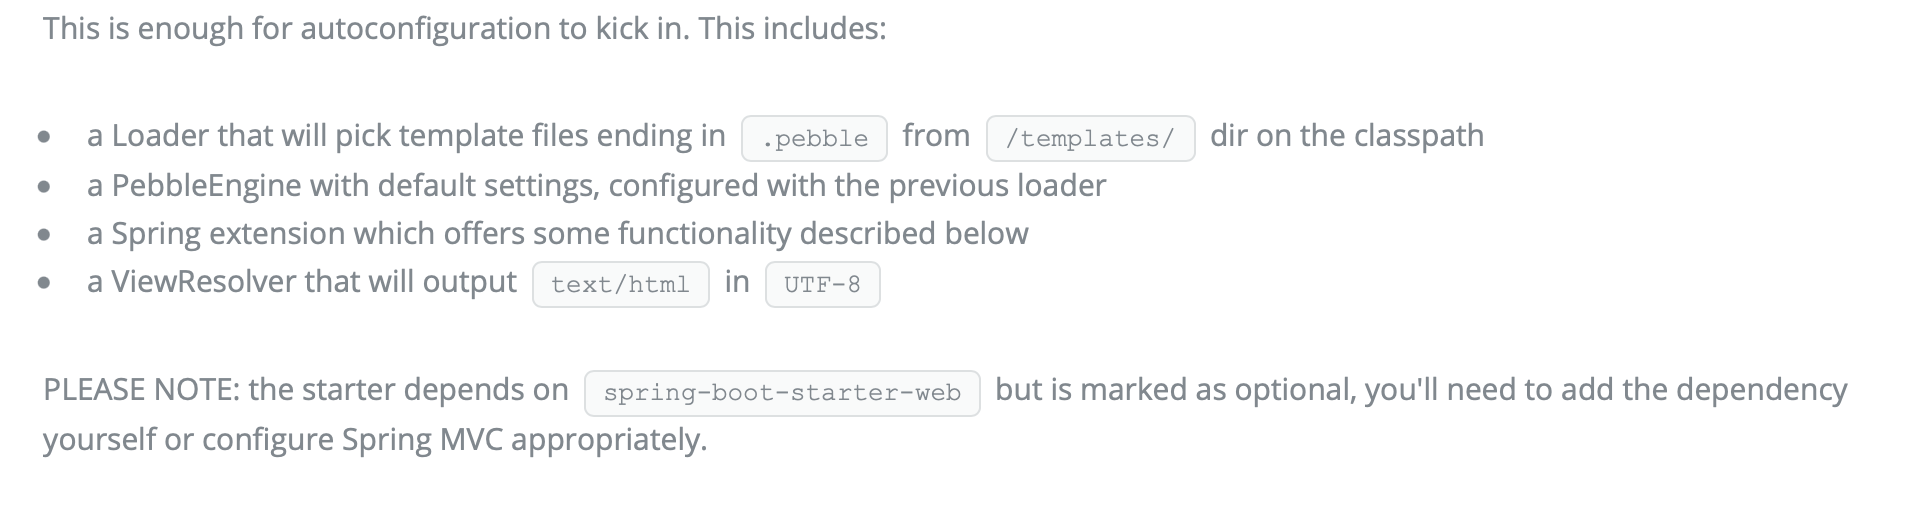 This is enough for autoconfiguration to kick in. This includes:
• a Loader that will pick template files ending in .pebble from /templates/ dir on the classpath
• a PebbleEngine with default settings, configured with the previous loader
• a Spring extension which offers some functionality described below
• a ViewResolver that will output text/html in UTF-8
PLEASE NOTE: the starter depends on spring-boot-starter-web but is marked as optional, you'll need to add the dependency
yourself or configure Spring MVC appropriately.